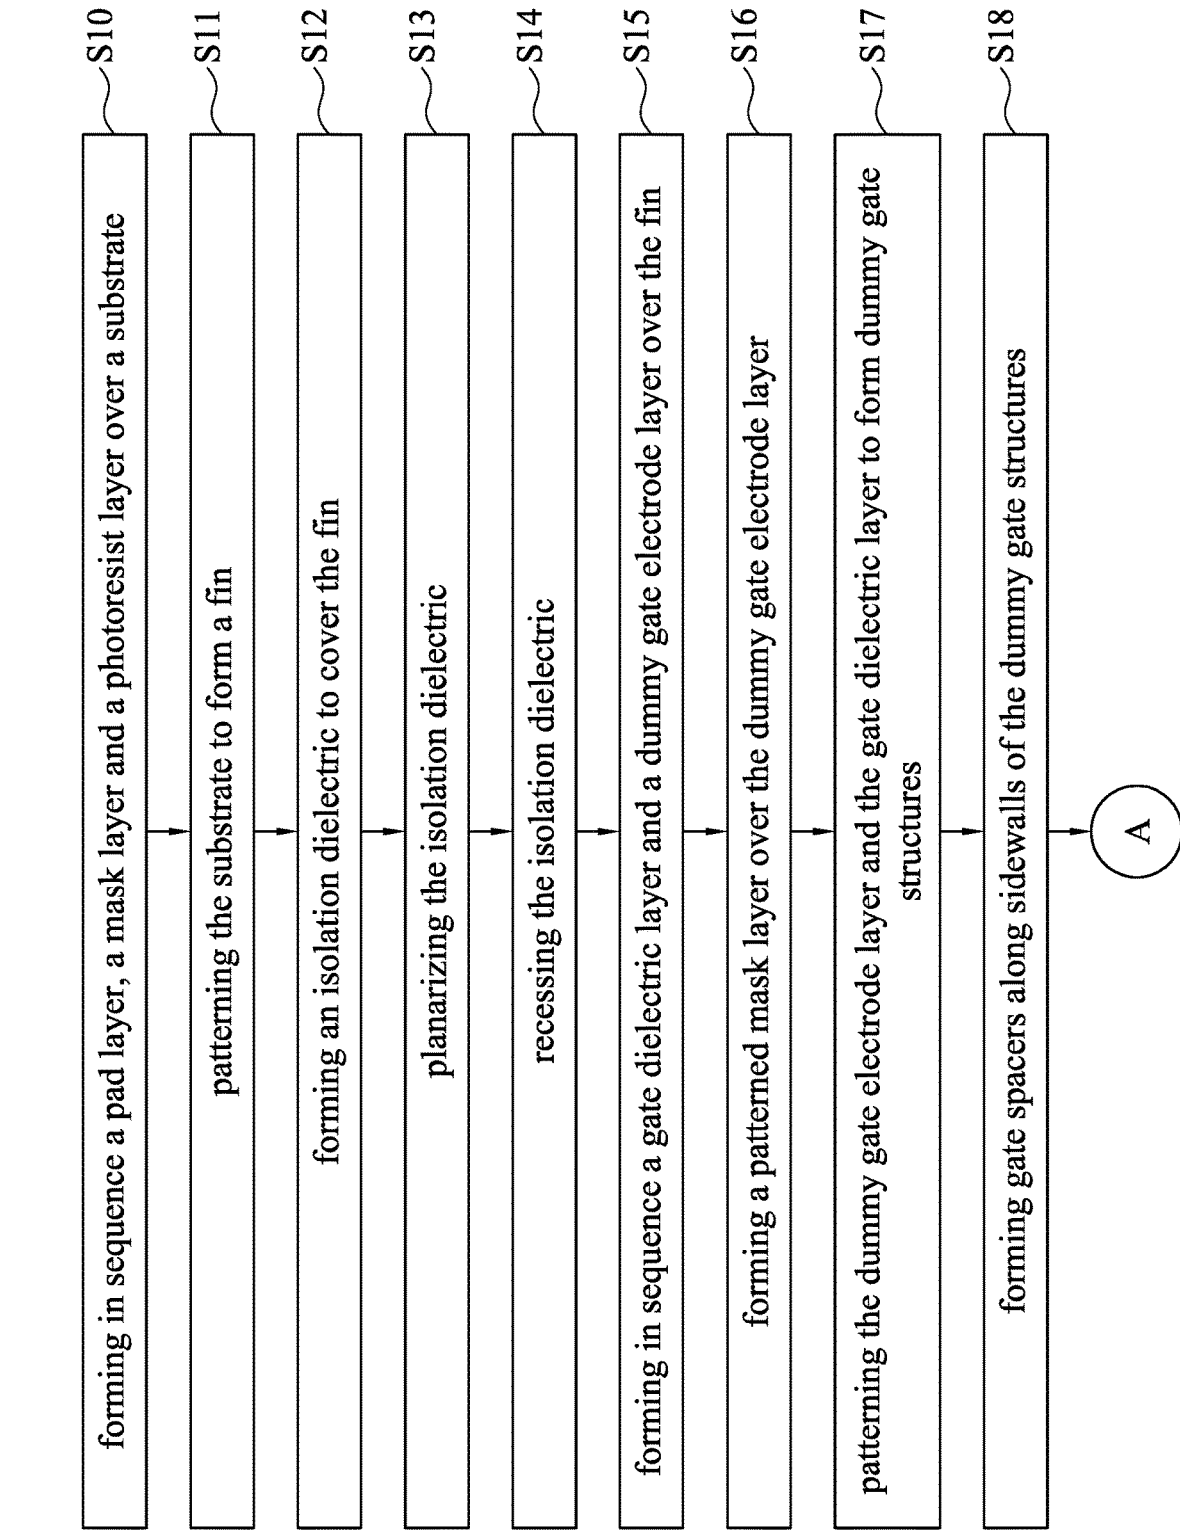 forming in sequence a pad layer, a mask layer and a photoresist layer over a substrate
S10
patterning the substrate to form a fin
S11
forming an isolation dielectric to cover the fin
S12
planarizing the isolation dielectric
S13
recessing the isolation dielectric
S14
forming in sequence a gate dielectric layer and a dummy gate electrode layer over the fin
S15
forming a patterned mask layer over the dummy gate electrode layer
S16
patterning the dummy gate electrode layer and the gate dielectric layer to form dummy gate
structures
S17
forming gate spacers along sidewalls of the dummy gate structures
S18
A